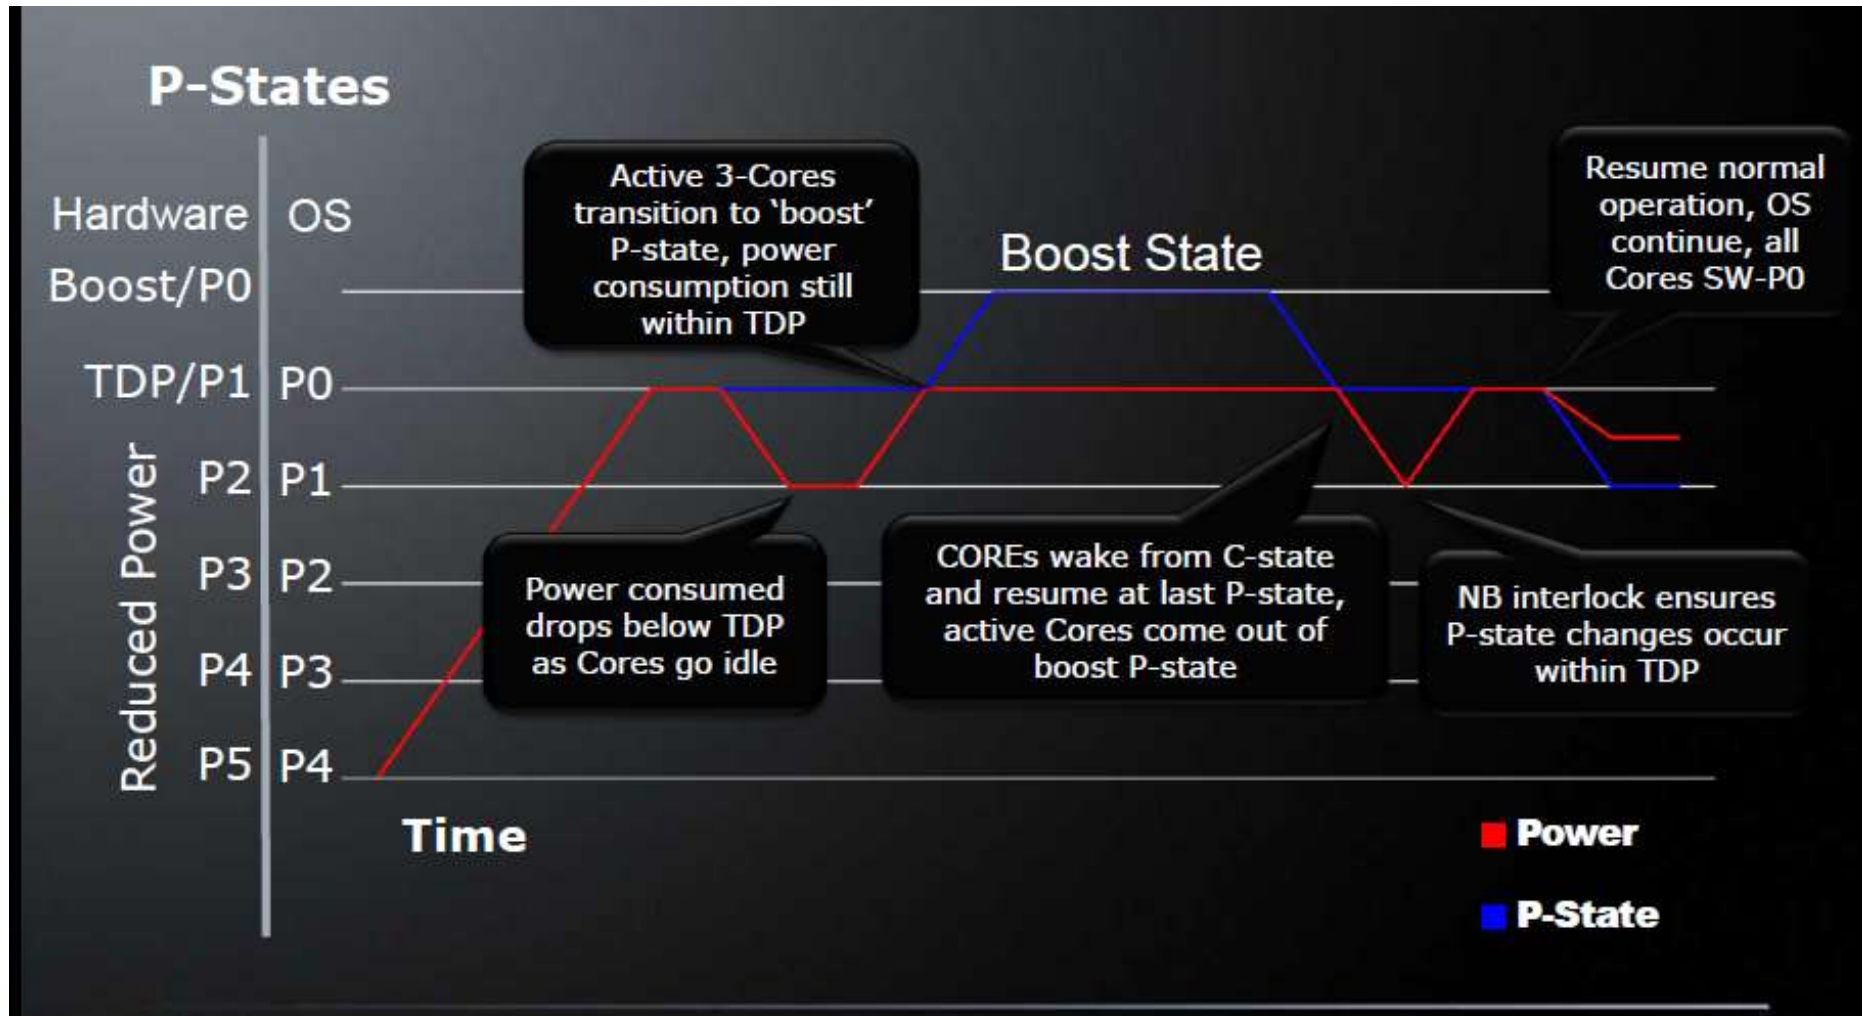 P-States
Hardware OS
Boost/P0
TDP/P1 P0
P2 P1
P3 P2
P4 P3
P5 P4
Reduced Power
Active 3-Cores
transition to ‘boost’
P-state, power
consumption still
within TDP
Boost State
Resume normal
operation, OS
continue, all
Cores SW-P0
Power consumed
drops below TDP
as Cores go idle
COREs wake from C-state
and resume at last P-state,
active Cores come out of
boost P-state
NB interlock ensures
P-state changes occur
within TDP
Time
Power
P-State